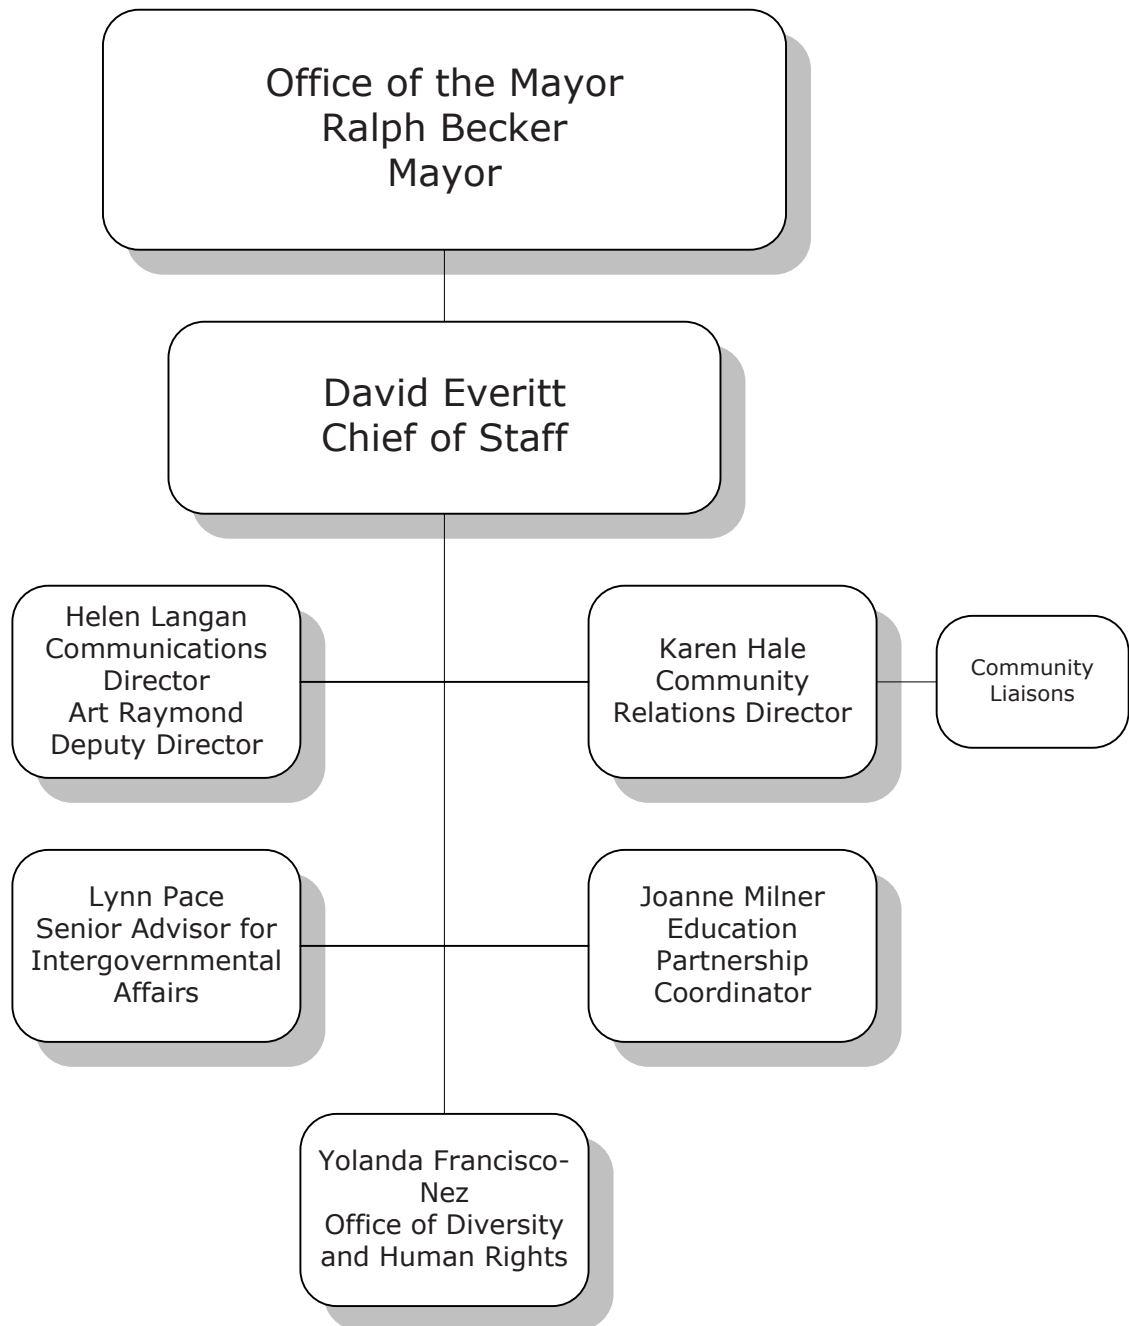 Office of the Mayor
Ralph Becker
Mayor
David Everitt
Chief of Staff
Helen Langan
Communications
Director
Art Raymond
Deputy Director
Karen Hale
Community
Relations Director
Community
Liaisons
Lynn Pace
Senior Advisor for
Intergovernmental
Affairs
Joanne Milner
Education
Partnership
Coordinator
Yolanda Francisco-
Nez
Office of Diversity
and Human Rights